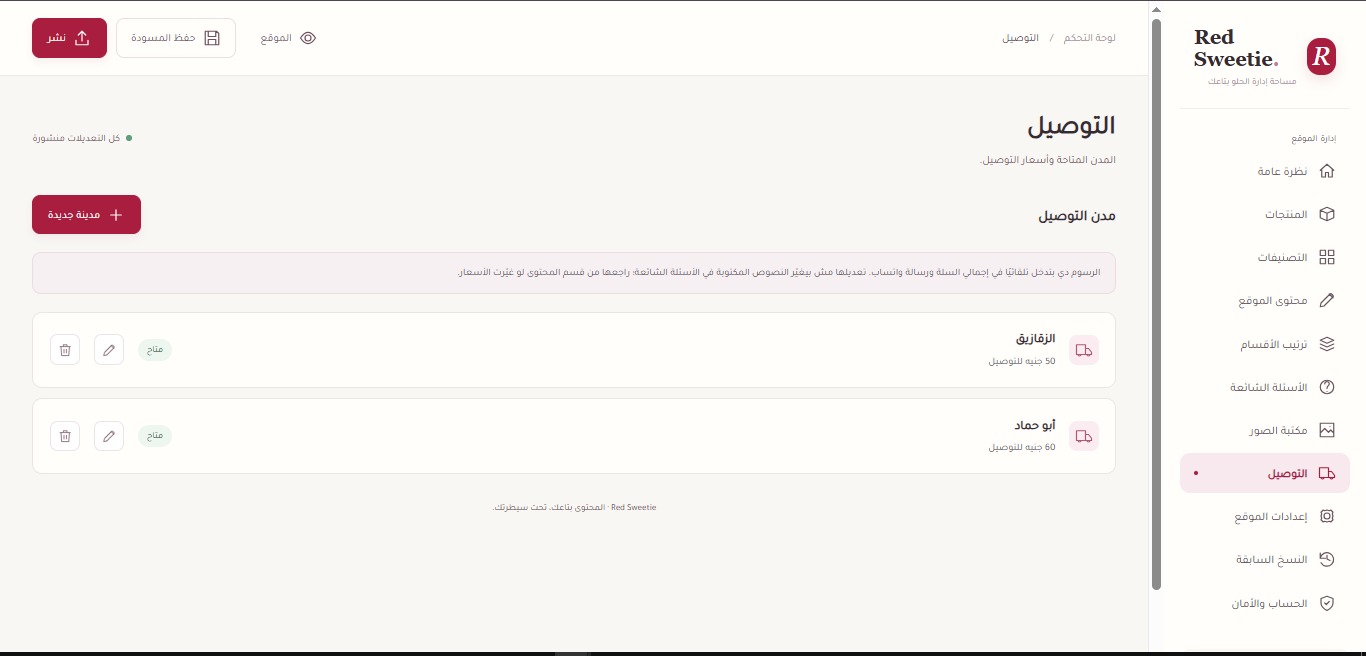 Red
Sweetie.
R
مساحة إدارة الحلو بتاعك
إدارة الموقع
نظرة عامة
المنتجات
التصنيفات
محتوى الموقع
ترتيب الأقسام
الأسئلة الشائعة
مكتبة الصور
التوصيل
إعدادات الموقع
النسخ السابقة
الحساب والأمان
لوحة التحكم / التوصيل
الموقع
حفظ المسودة
نشر
التوصيل
كل التعديلات منشورة
المدن المتاحة وأسعار التوصيل.
مدن التوصيل
مدينة جديدة
الرسوم دي بتدخل تلقائيًا في إجمالي السلة ورسالة واتساب. تعديلها مش بيغيّر النصوص المكتوبة في الأسئلة الشائعة؛ راجعها من قسم المحتوى لو غيّرت الأسعار.
الزقازيق
50 جنيه للتوصيل
متاح
أبو حماد
60 جنيه للتوصيل
متاح
Red Sweetie · المحتوى بتاعك، تحت سيطرتك.